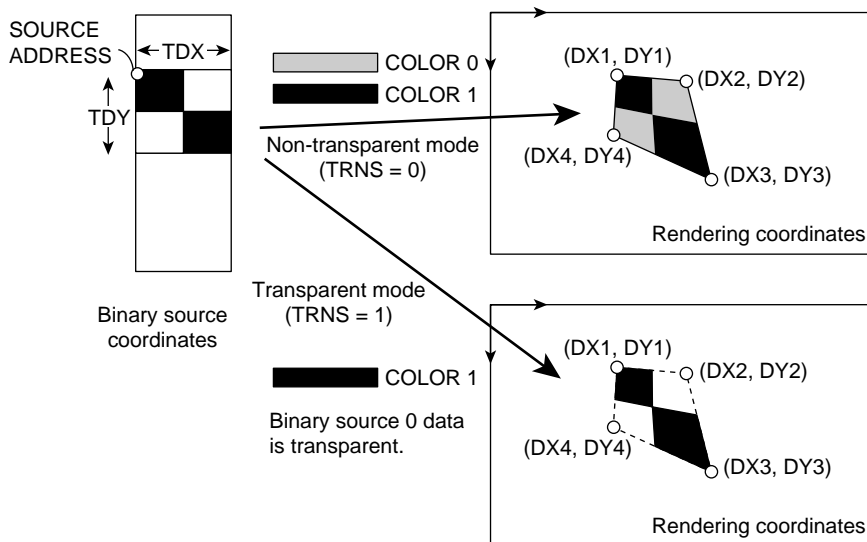 SOURCE
ADDRESS
TDX
TDY
Binary source
coordinates
COLOR 0
COLOR 1
Non-transparent mode
(TRNS = 0)
(DX1, DY1)
(DX2, DY2)
(DX4, DY4)
(DX3, DY3)
Rendering coordinates
Transparent mode
(TRNS = 1)
COLOR 1
Binary source 0 data
is transparent.
(DX1, DY1)
(DX2, DY2)
(DX4, DY4)
(DX3, DY3)
Rendering coordinates